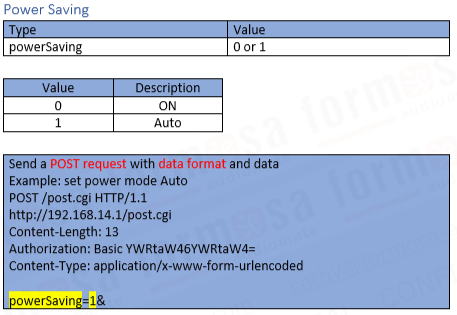 Power Saving
Type Value
powerSaving 0 or 1
Value Description
0 ON
1 Auto
Send a POST request with data format and data
Example: set power mode Auto
POST /post.cgi HTTP/1.1
http://192.168.14.1/post.cgi
Content-Length: 13
Authorization: Basic YWRtaW46YWRtaW4=
Content-Type: application/x-www-form-urlencoded
powerSaving=1&